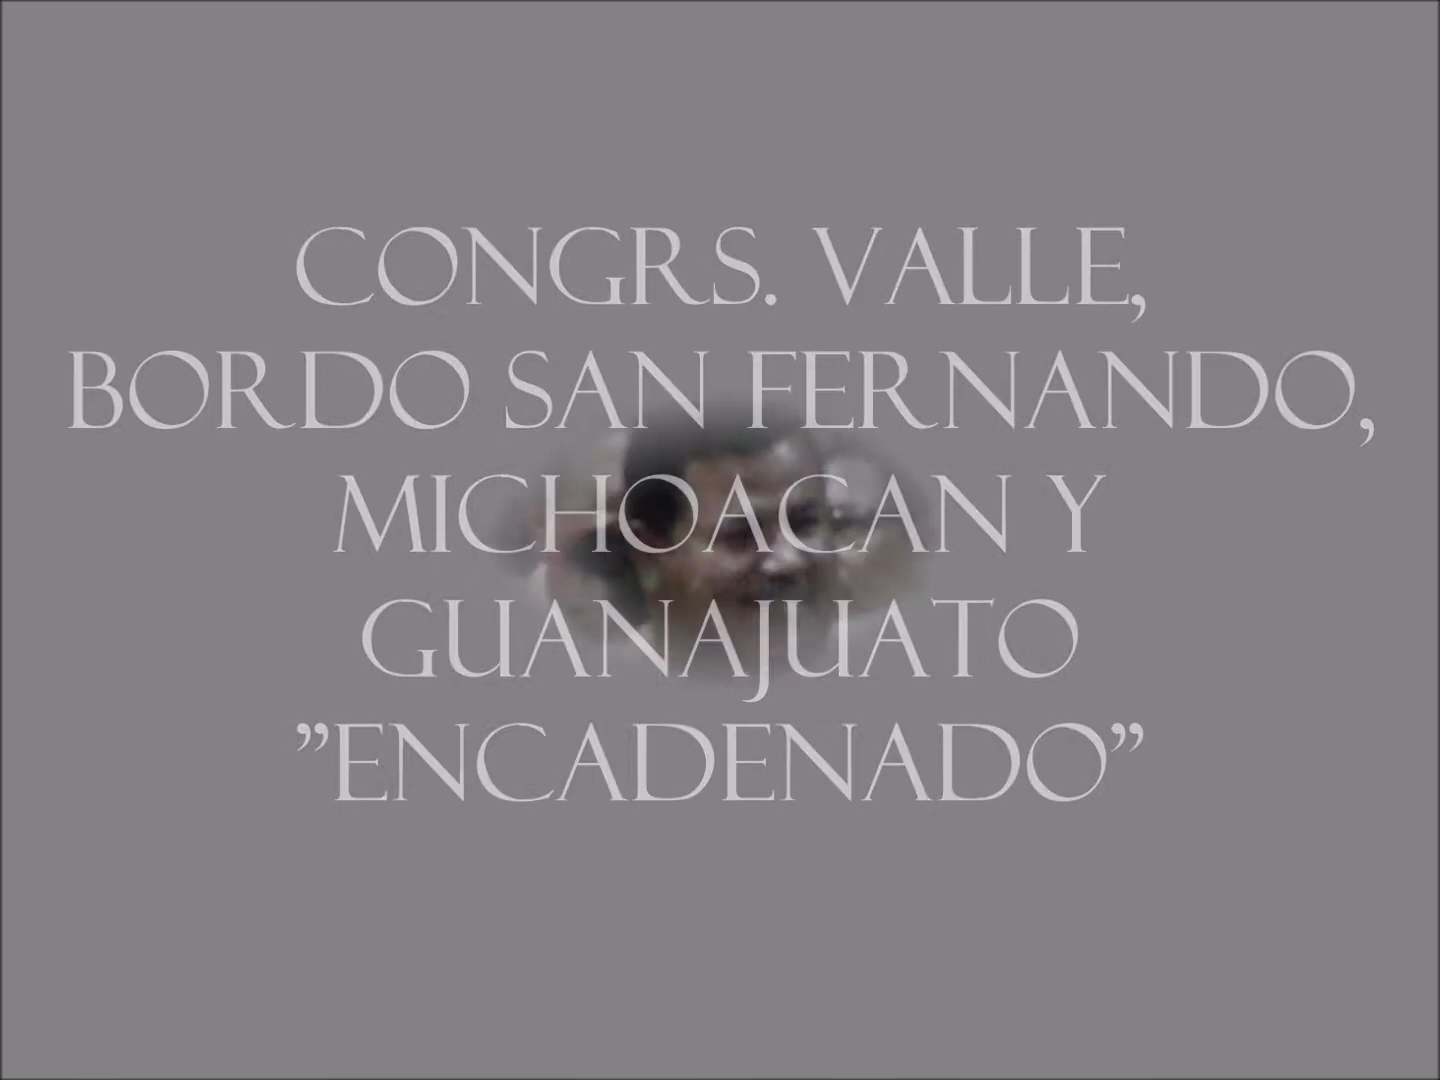 CONGRS. VALLE,
BORDO SAN FERNANDO,
MICHOACAN Y
GUANAJUATO
”ENCADENADO”